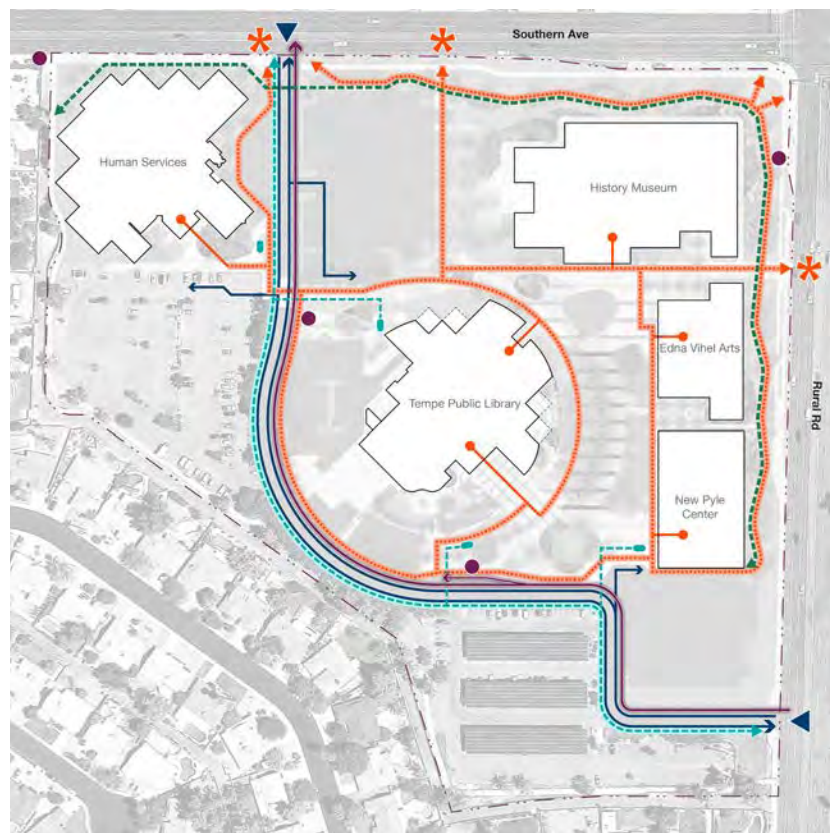 Southern Ave
Human Services
History Museum
Edna Vihel Arts
Tempe Public Library
Rural Rd
New Pyle
Center